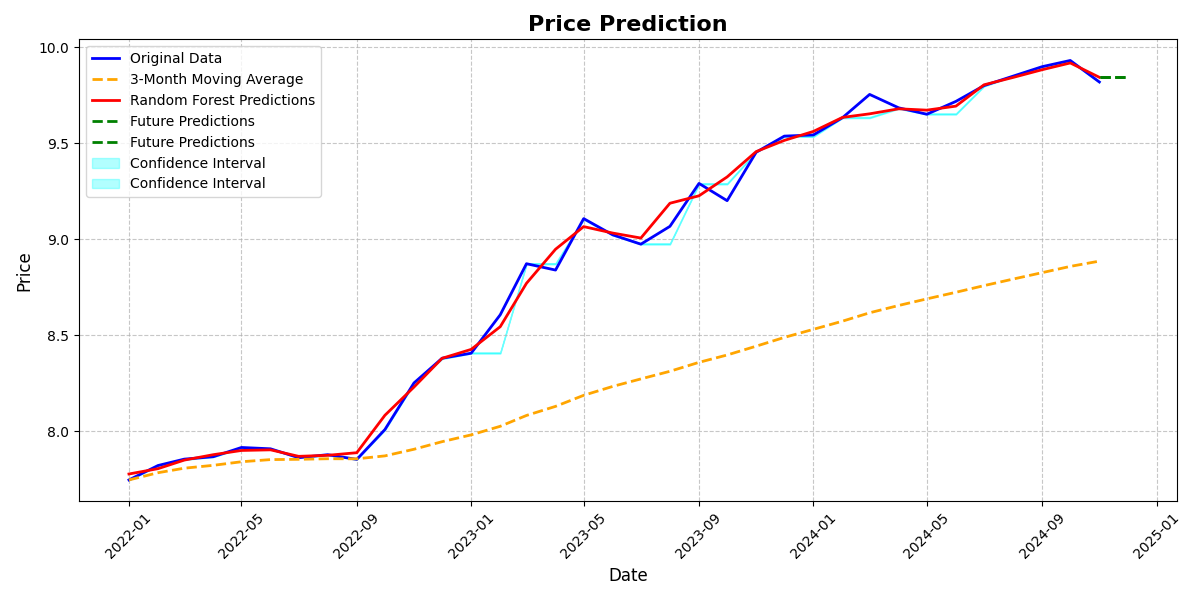 Price Prediction
10.0
9.5
9.0
8.5
8.0
Price
Original Data
3-Month Moving Average
Random Forest Predictions
Future Predictions
Future Predictions
Confidence Interval
Confidence Interval
2022-01
2022-05
2022-09
2023-01
2023-05
2023-09
2024-01
2024-05
2024-09
2025-01
Date